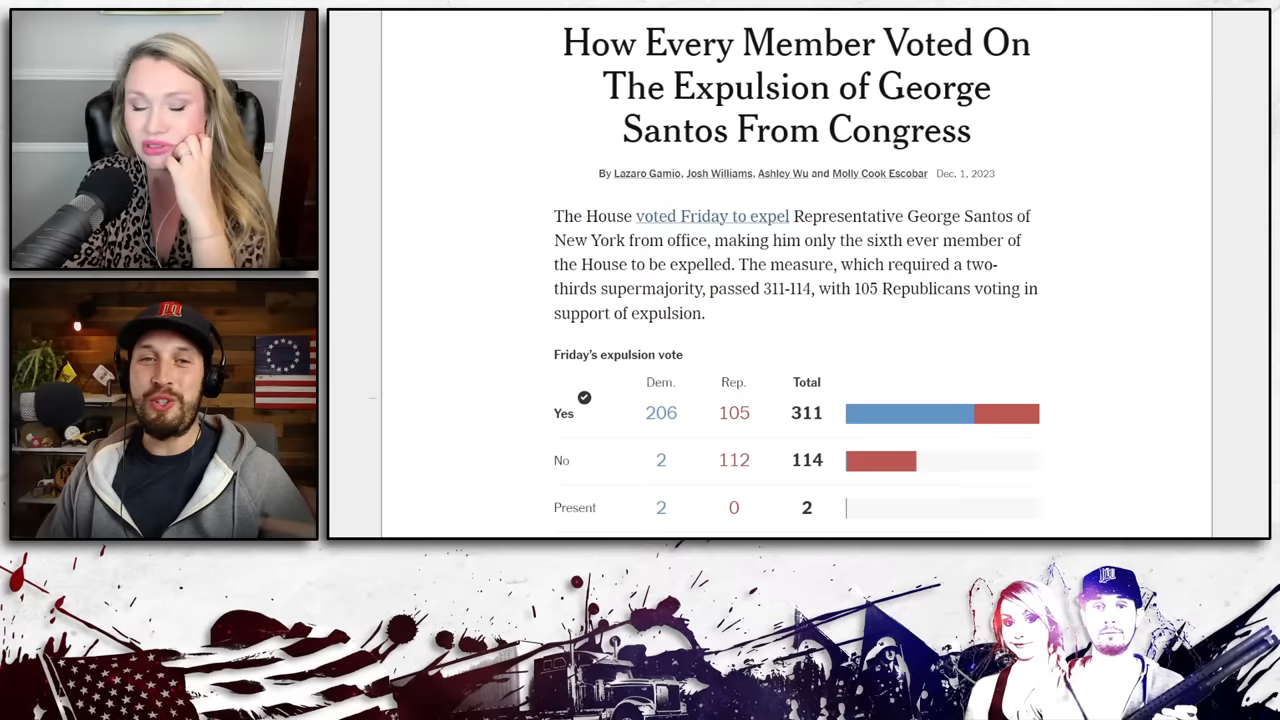 How Every Member Voted On
The Expulsion of George
Santos From Congress
By Lazaro Gamio, Josh Williams, Ashley Wu and Molly Cook Escobar Dec. 1, 2023
The House voted Friday to expel Representative George Santos of
New York from office, making him only the sixth ever member of
the House to be expelled. The measure, which required a two-
thirds supermajority, passed 311-114, with 105 Republicans voting in
support of expulsion.
Friday’s expulsion vote
Dem. Rep. Total
Yes 206 105 311
No 2 112 114
Present 2 0 2